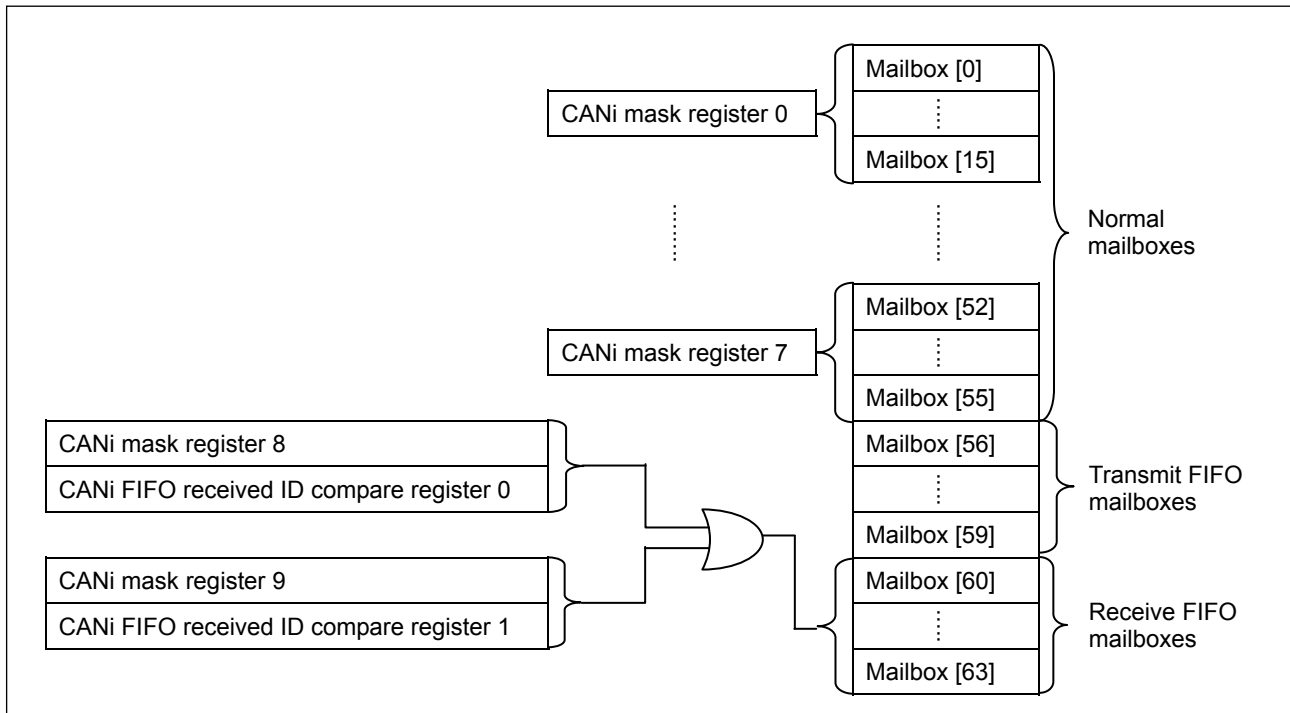 Mailbox [0]
CANi mask register 0
Mailbox [15]
Normal
mailboxes
Mailbox [52]
CANi mask register 7
Mailbox [55]
CANi mask register 8
Mailbox [56]
CANi FIFO received ID compare register 0
Transmit FIFO
mailboxes
Mailbox [59]
CANi mask register 9
Mailbox [60]
CANi FIFO received ID compare register 1
Receive FIFO
mailboxes
Mailbox [63]